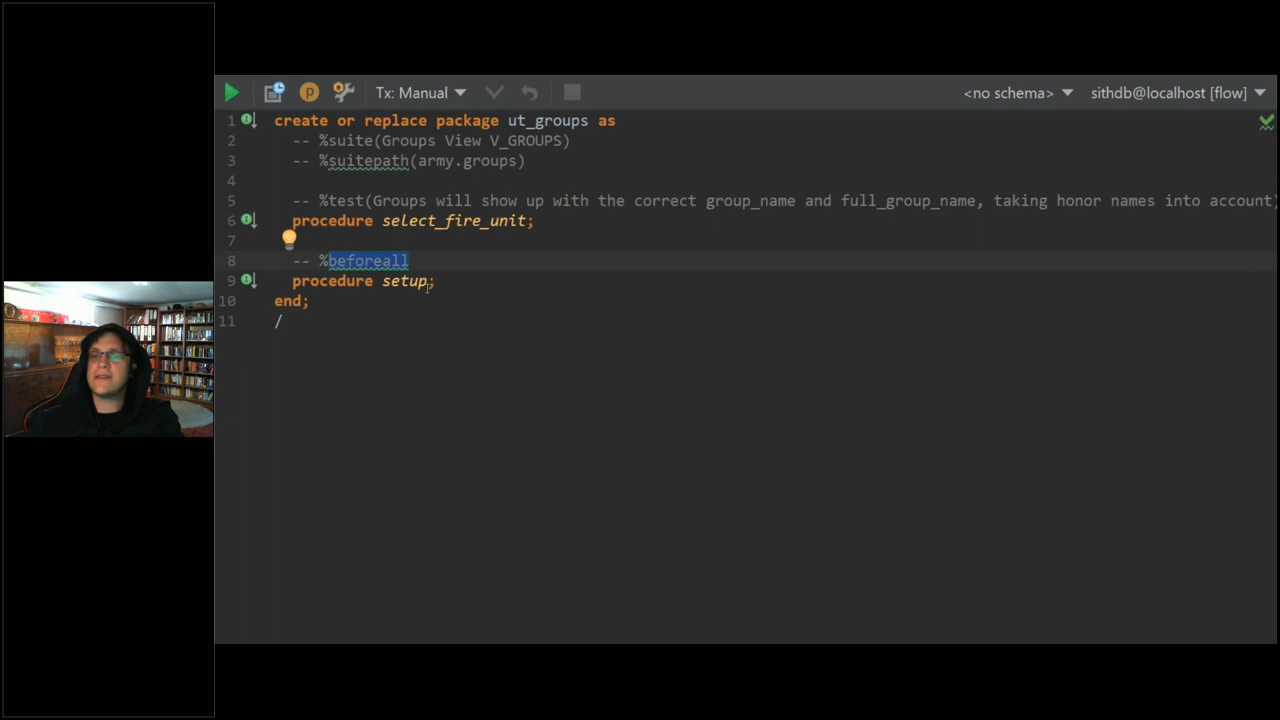 Tx: Manual
<no schema>
sithdb@localhost [flow]
1 create or replace package ut_groups as
2 -- %suite(Groups View V_GROUPS)
3 -- %suitepath(army.groups)
4
5 -- %test(Groups will show up with the correct group_name and full_group_name, taking honor names into account)
6 procedure select_fire_unit;
7
8 -- %beforeall
9 procedure setup;
10 end;
11 /